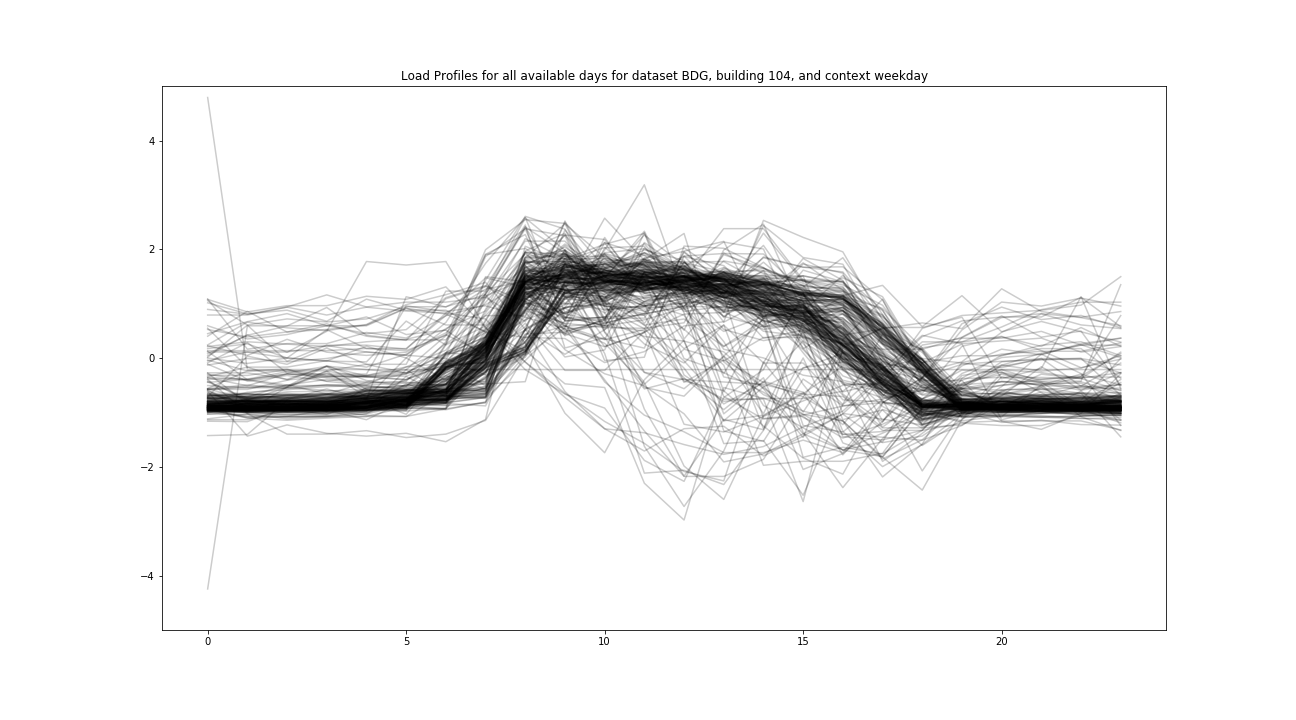 Load Profiles for all available days for dataset BDG, building 104, and context weekday
4
2
0
−2
−4
0 5 10 15 20